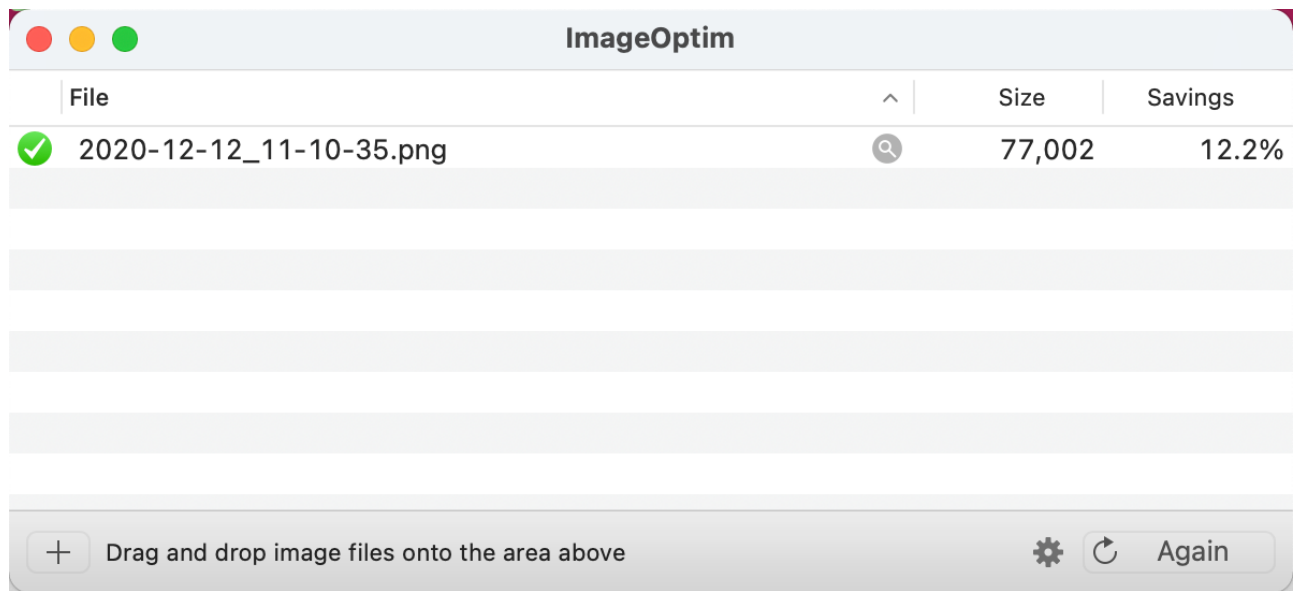 ImageOptim
File Size Savings
2020-12-12_11-10-35.png 77,002 12.2%
Drag and drop image files onto the area above Again